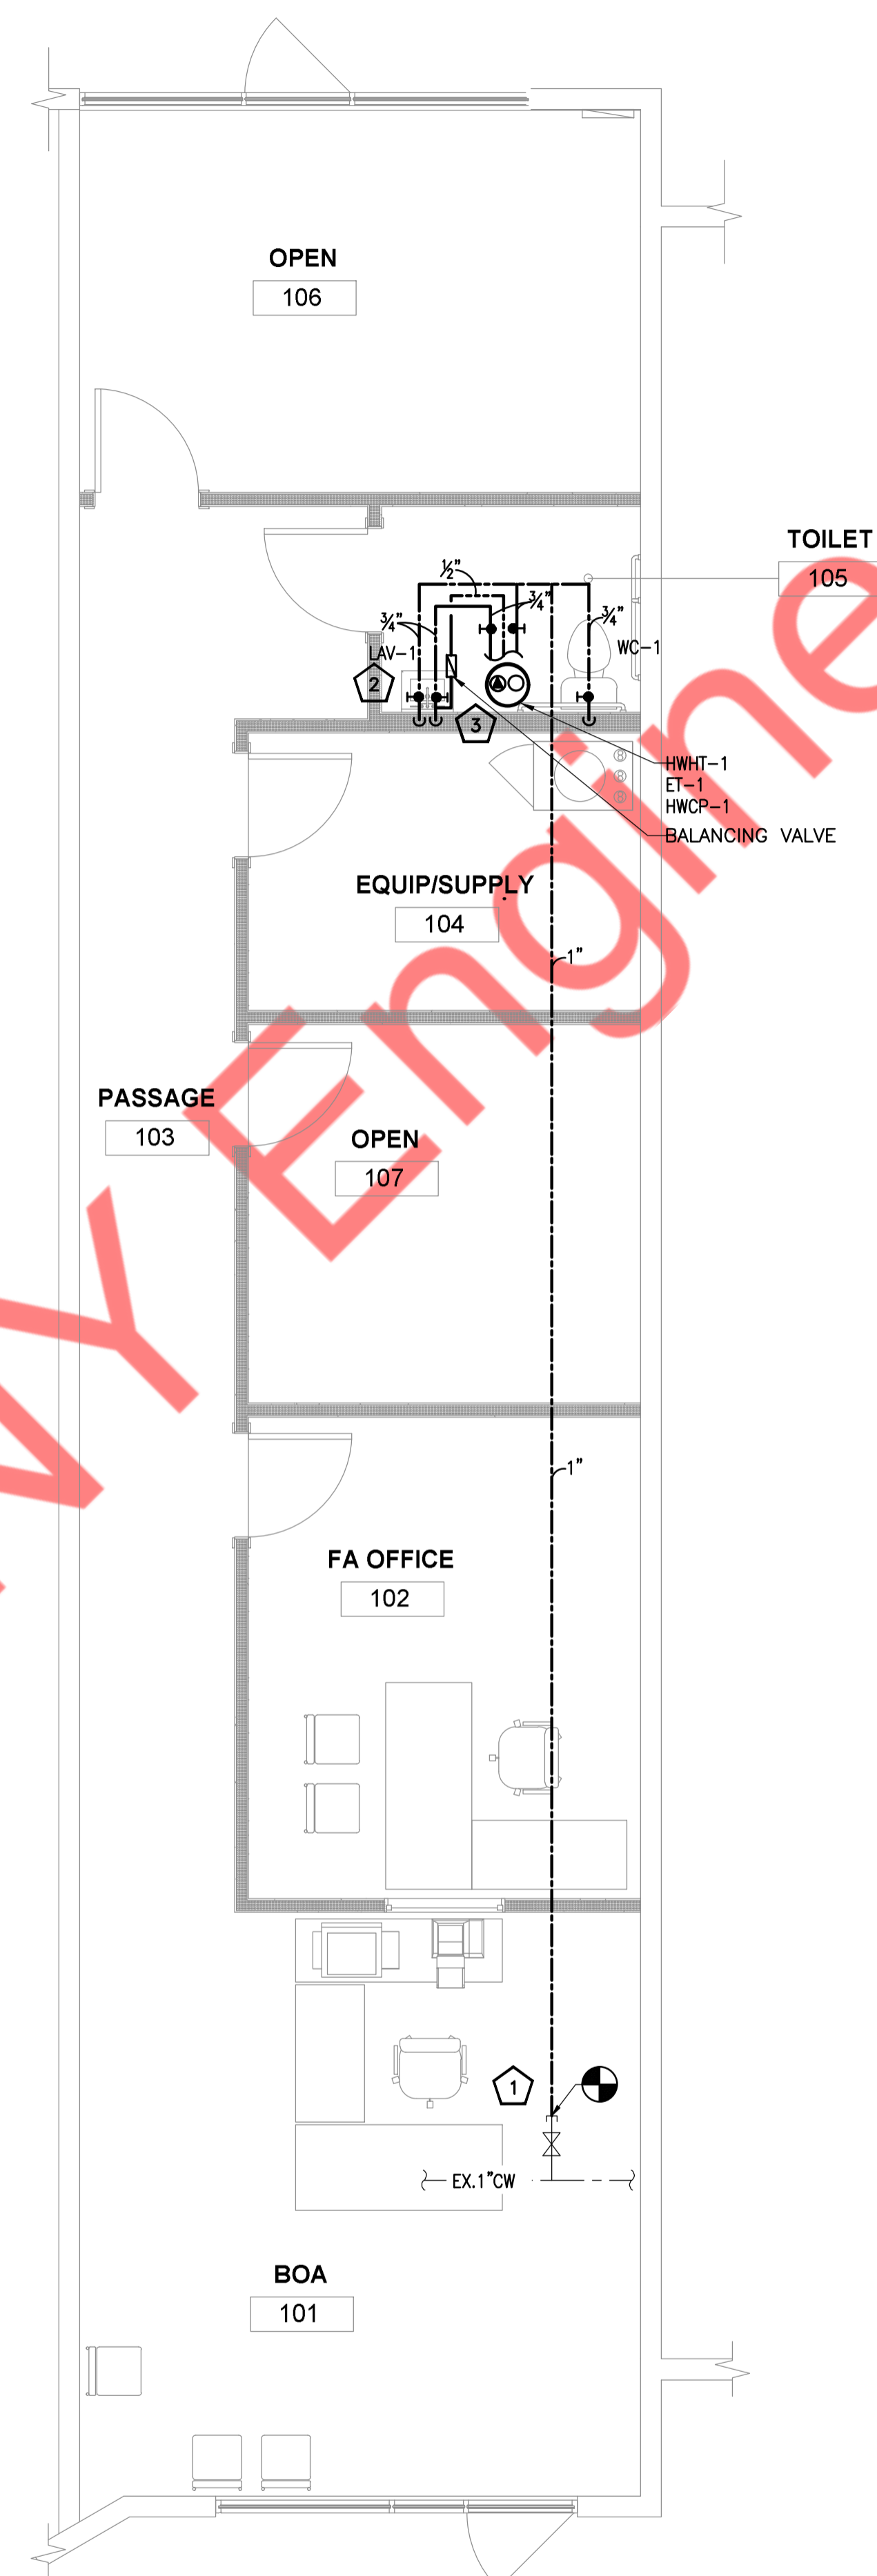 OPEN
106
TOILET
105
½"
¾"
¾"
¾"
LAV-1
WC-1
2
3
HWHT-1
ET-1
HWCP-1
BALANCING VALVE
EQUIP/SUPPLY
104
1"
PASSAGE
103
OPEN
107
1"
FA OFFICE
102
1
EX.1"CW
BOA
101
Y Engine